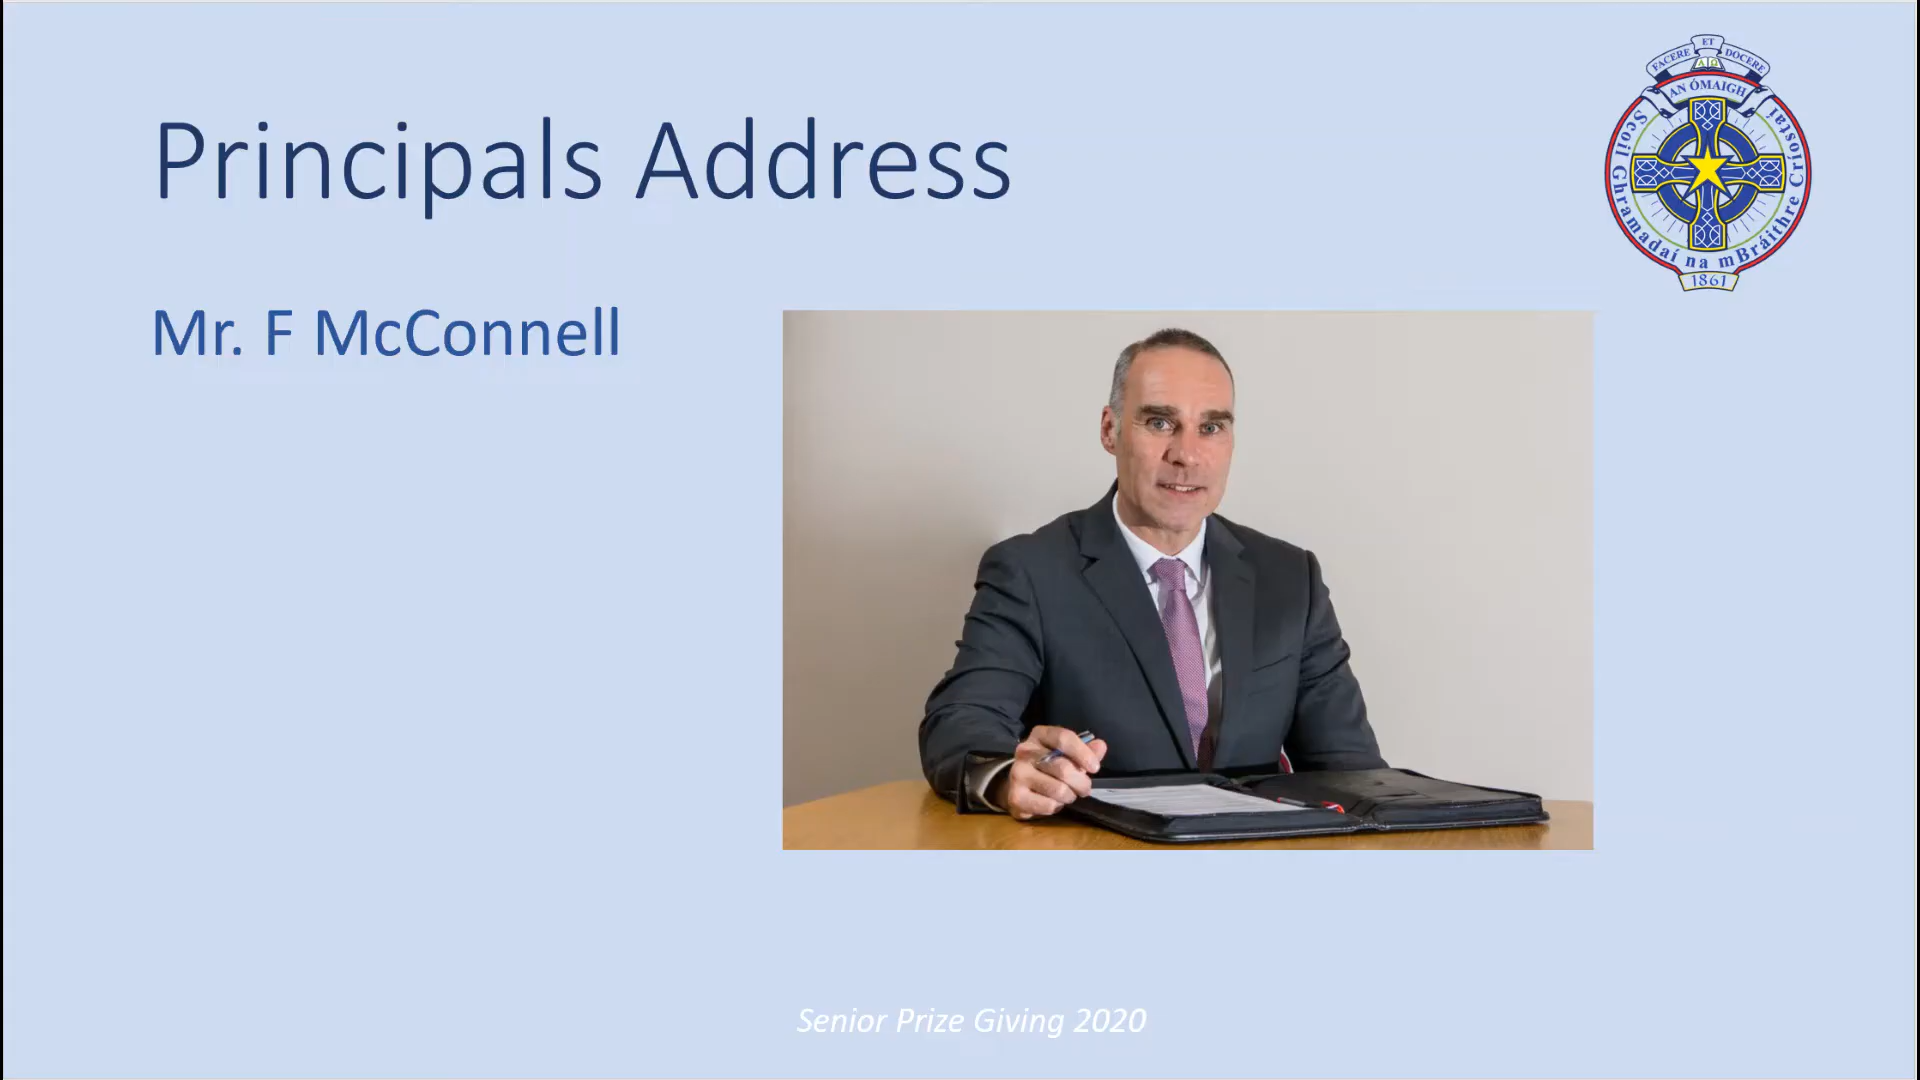 Principals Address
FACERE ET DOCERE
A Ω
AN ÓMAIGH
Scoil Ghramadaí na mBráithre Críostaí
1861
Mr. F McConnell
Senior Prize Giving 2020